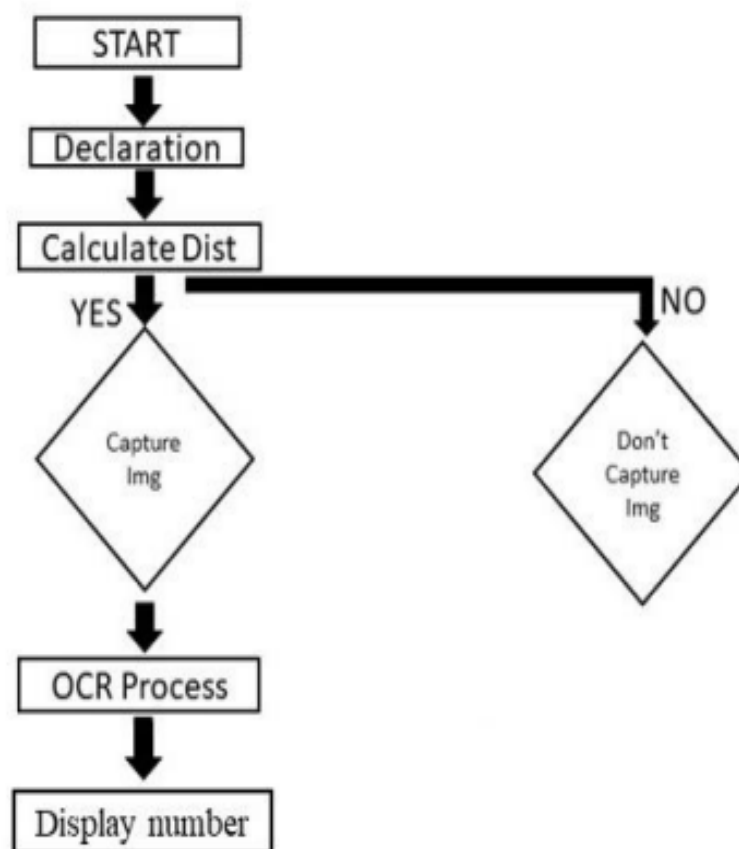 START
Declaration
Calculate Dist
YES
NO
Capture
Img
Don't
Capture
Img
OCR Process
Display number